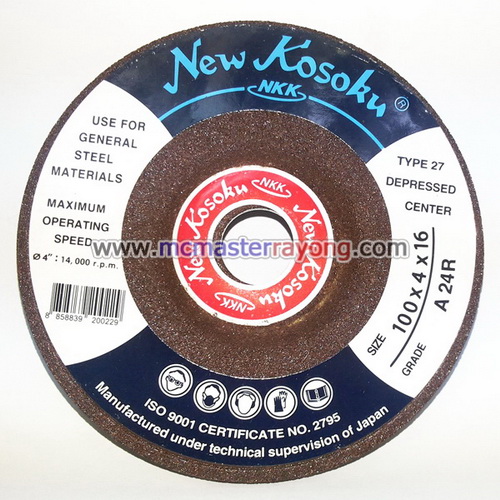 New Kosoku ®
NKK
USE FOR
GENERAL
STEEL
MATERIALS
MAXIMUM
OPERATING
SPEED
Ø 4" : 14,000 r.p.m.
8 858839 200229
TYPE 27
DEPRESSED
CENTER
SIZE 100 x 4 x 16
GRADE A 24R
New Kosoku
NKK
New Kosoku
NKK
www.mcmasterrayong.com
ISO 9001 CERTIFICATE NO. 2795
Manufactured under technical supervision of Japan